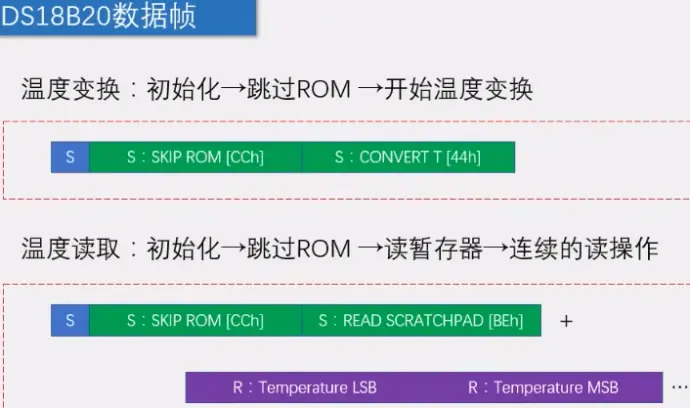 DS18B20数据帧
温度变换：初始化→跳过ROM →开始温度变换
S S：SKIP ROM [CCh] S：CONVERT T [44h]
温度读取：初始化→跳过ROM →读暂存器→连续的读操作
S S：SKIP ROM [CCh] S：READ SCRATCHPAD [BEh] +
R：Temperature LSB R：Temperature MSB …